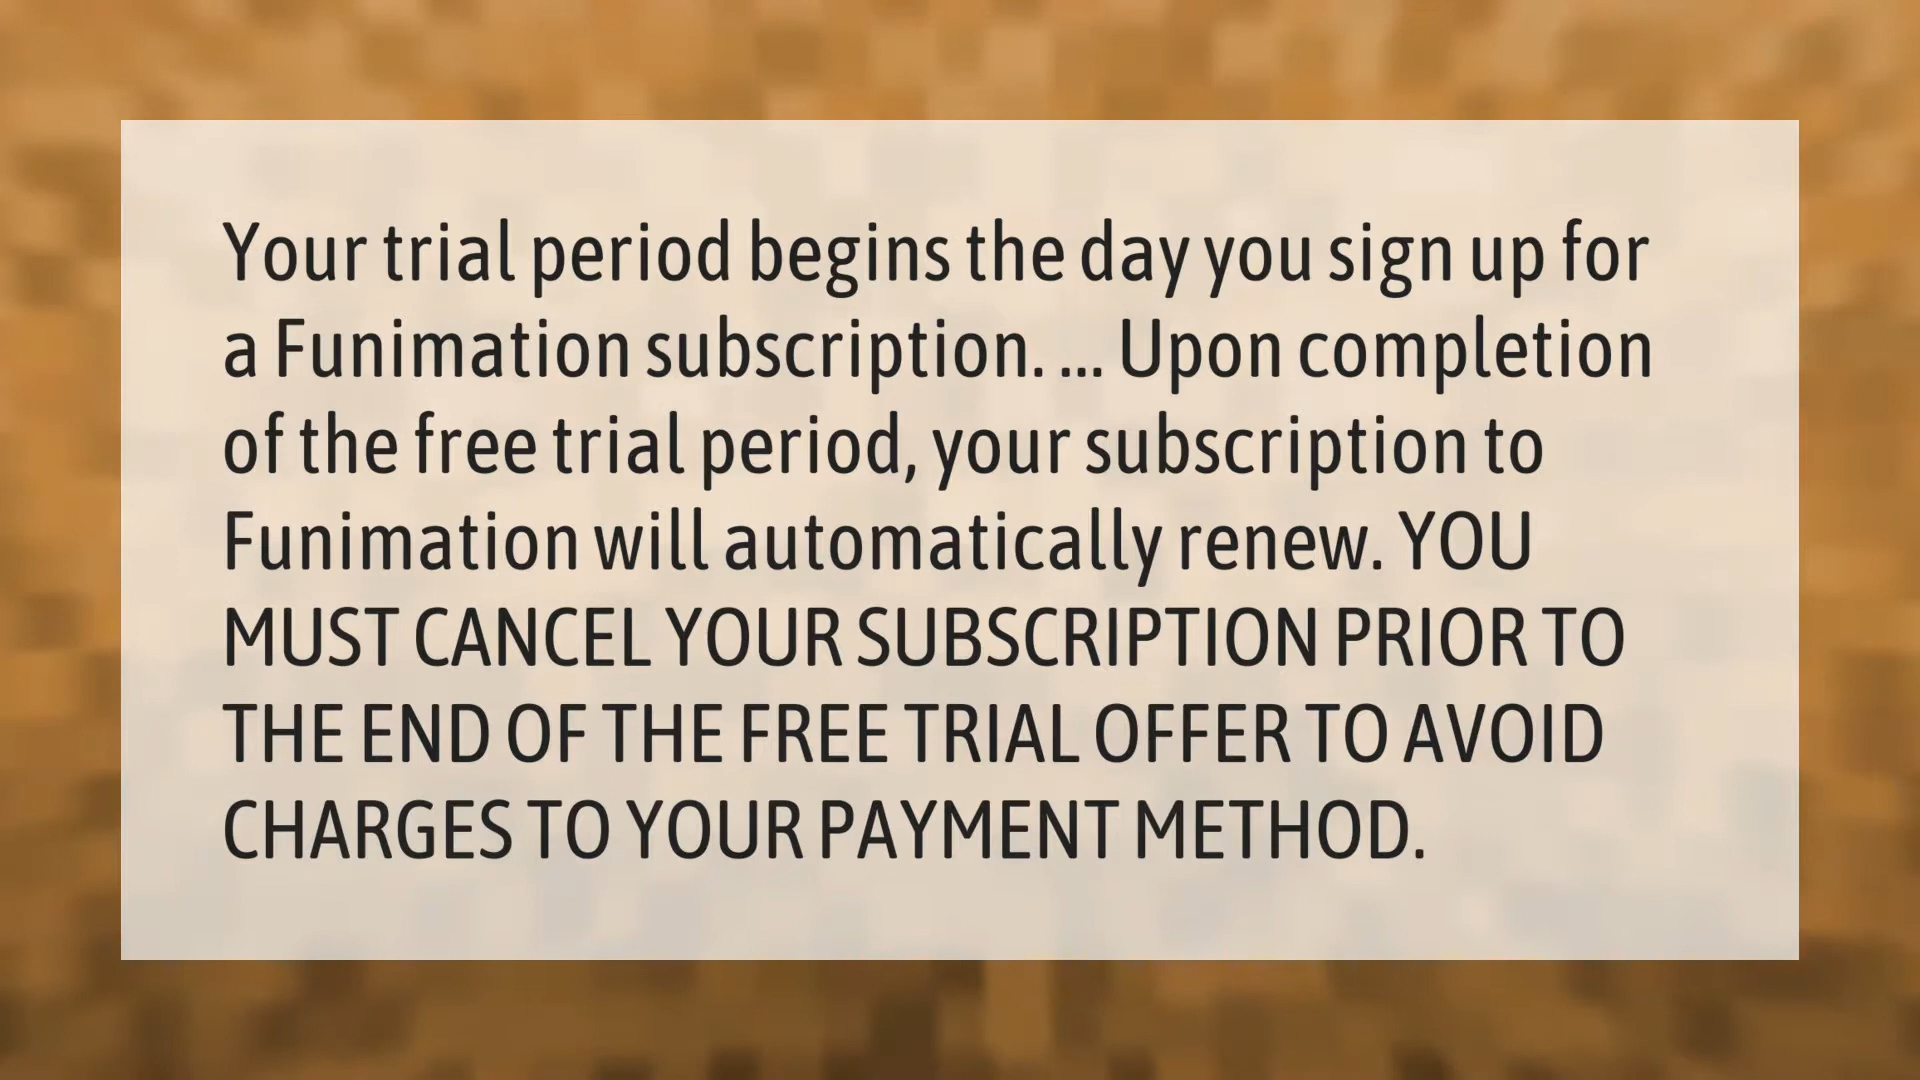 Your trial period begins the day you sign up for
a Funimation subscription. ... Upon completion
of the free trial period, your subscription to
Funimation will automatically renew. YOU
MUST CANCEL YOUR SUBSCRIPTION PRIOR TO
THE END OF THE FREE TRIAL OFFER TO AVOID
CHARGES TO YOUR PAYMENT METHOD.